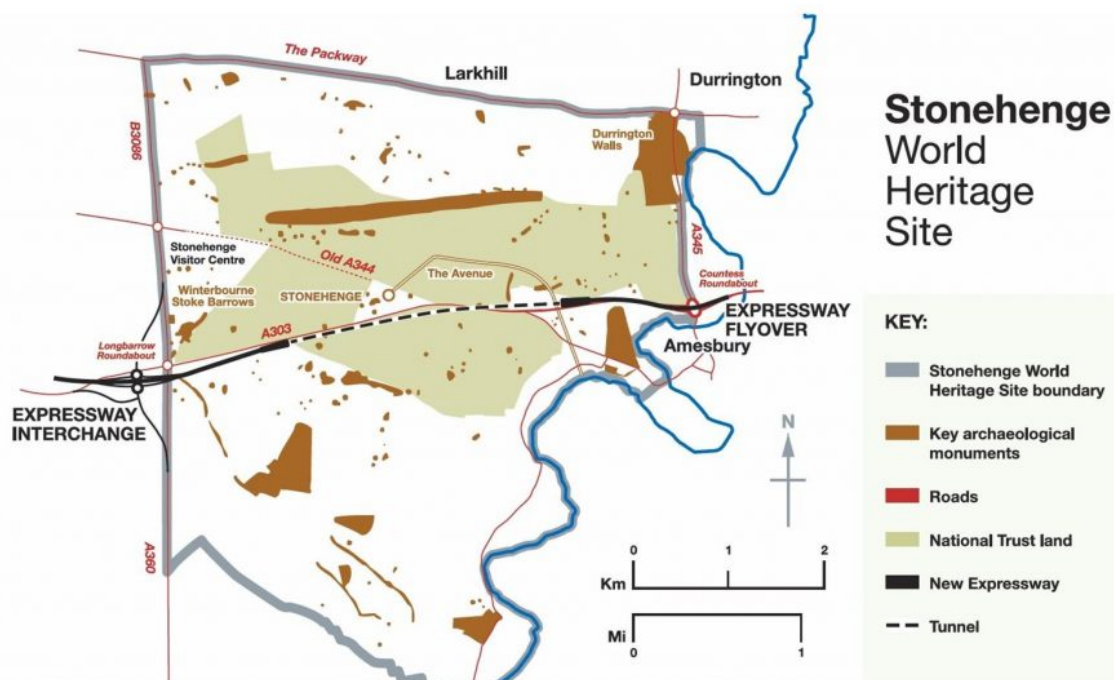 The Packway
Larkhill
Durrington
B3086
Durrington
Walls
Stonehenge
Visitor Centre
Old A344
The Avenue
A345
Winterbourne
Stoke Barrows
STONEHENGE
Countess
Roundabout
A303
EXPRESSWAY
FLYOVER
Longbarrow
Roundabout
Amesbury
EXPRESSWAY
INTERCHANGE
A360
N
0 1 2
Km
Mi
0 1
Stonehenge
World
Heritage
Site
KEY:
Stonehenge World
Heritage Site boundary
Key archaeological
monuments
Roads
National Trust land
New Expressway
Tunnel